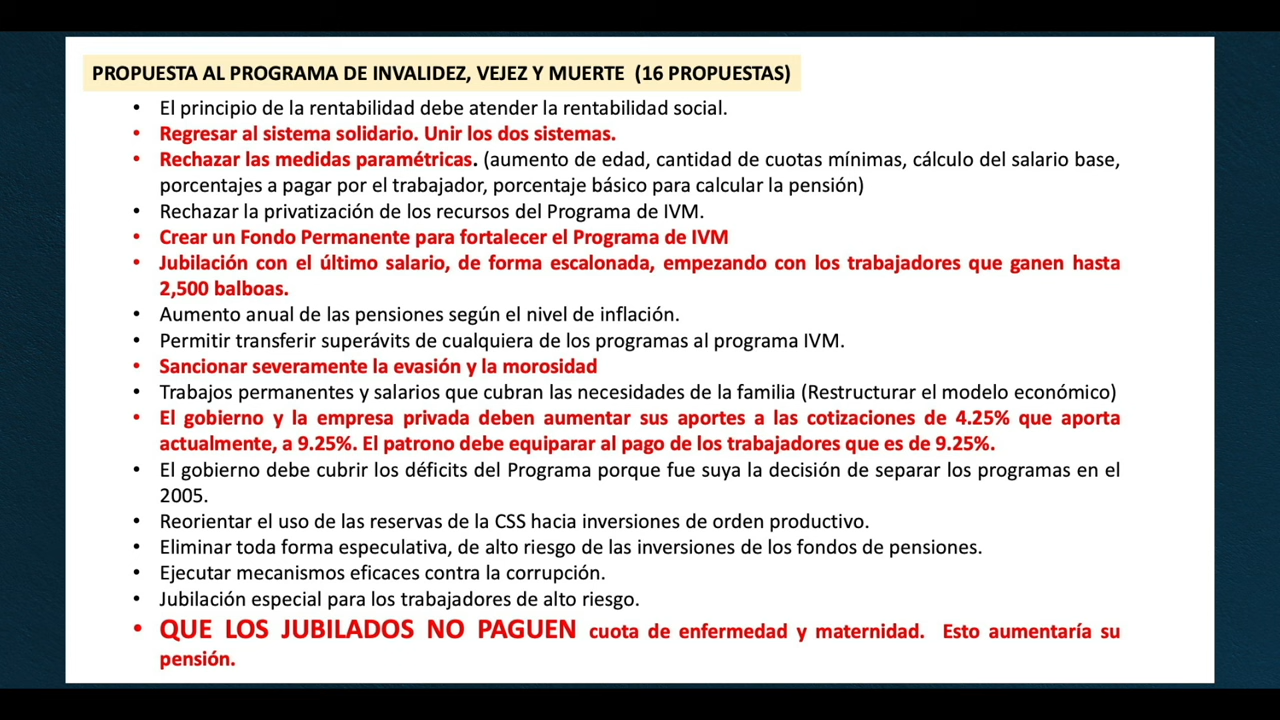 PROPUESTA AL PROGRAMA DE INVALIDEZ, VEJEZ Y MUERTE (16 PROPUESTAS)
• El principio de la rentabilidad debe atender la rentabilidad social.
• Regresar al sistema solidario. Unir los dos sistemas.
• Rechazar las medidas paramétricas. (aumento de edad, cantidad de cuotas mínimas, cálculo del salario base,
porcentajes a pagar por el trabajador, porcentaje básico para calcular la pensión)
• Rechazar la privatización de los recursos del Programa de IVM.
• Crear un Fondo Permanente para fortalecer el Programa de IVM
• Jubilación con el último salario, de forma escalonada, empezando con los trabajadores que ganen hasta
2,500 balboas.
• Aumento anual de las pensiones según el nivel de inflación.
• Permitir transferir superávits de cualquiera de los programas al programa IVM.
• Sancionar severamente la evasión y la morosidad
• Trabajos permanentes y salarios que cubran las necesidades de la familia (Restructurar el modelo económico)
• El gobierno y la empresa privada deben aumentar sus aportes a las cotizaciones de 4.25% que aporta
actualmente, a 9.25%. El patrono debe equiparar al pago de los trabajadores que es de 9.25%.
• El gobierno debe cubrir los déficits del Programa porque fue suya la decisión de separar los programas en el
2005.
• Reorientar el uso de las reservas de la CSS hacia inversiones de orden productivo.
• Eliminar toda forma especulativa, de alto riesgo de las inversiones de los fondos de pensiones.
• Ejecutar mecanismos eficaces contra la corrupción.
• Jubilación especial para los trabajadores de alto riesgo.
• QUE LOS JUBILADOS NO PAGUEN cuota de enfermedad y maternidad. Esto aumentaría su
pensión.